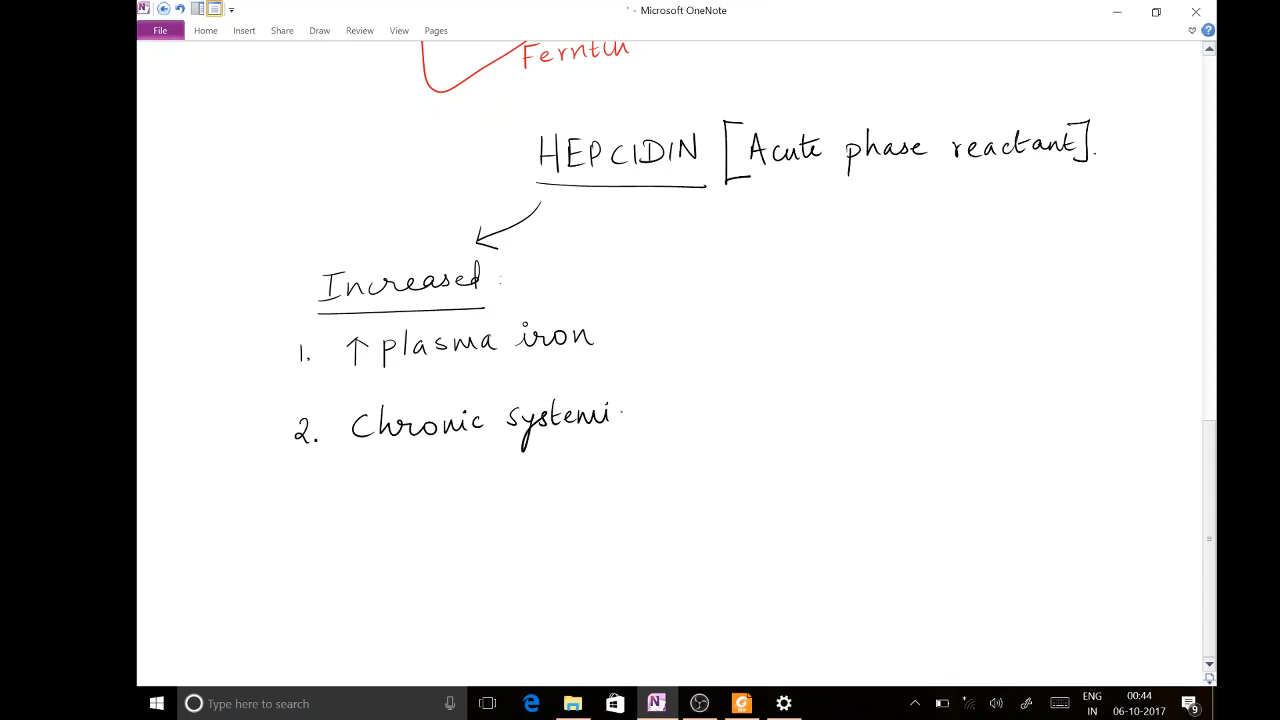 ' - Microsoft OneNote
File Home Insert Share Draw Review View Pages
Ferritin
HEPCIDIN [Acute phase reactant].
Increased :
1. ↑ plasma iron
2. Chronic systemi
Type here to search
ENG 00:44
IN 06-10-2017
9